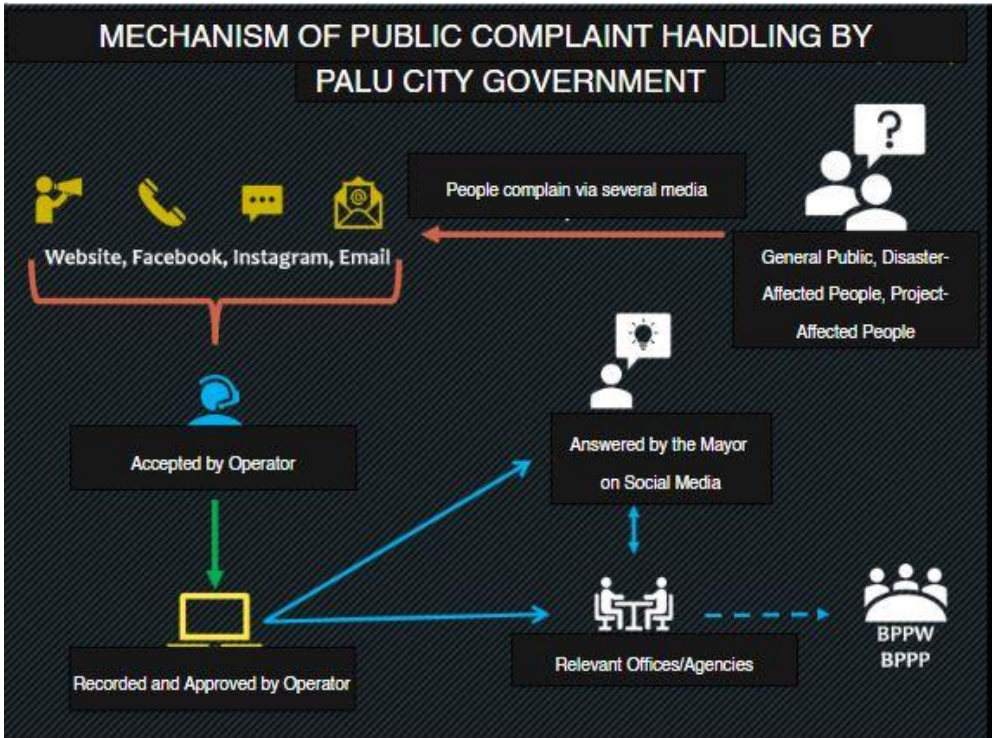 MECHANISM OF PUBLIC COMPLAINT HANDLING BY
PALU CITY GOVERNMENT
?
People complain via several media
@
Website, Facebook, Instagram, Email
General Public, Disaster-
Affected People, Project-
Affected People
Accepted by Operator
Answered by the Mayor
on Social Media
Recorded and Approved by Operator
Relevant Offices/Agencies
BPPW
BPPP